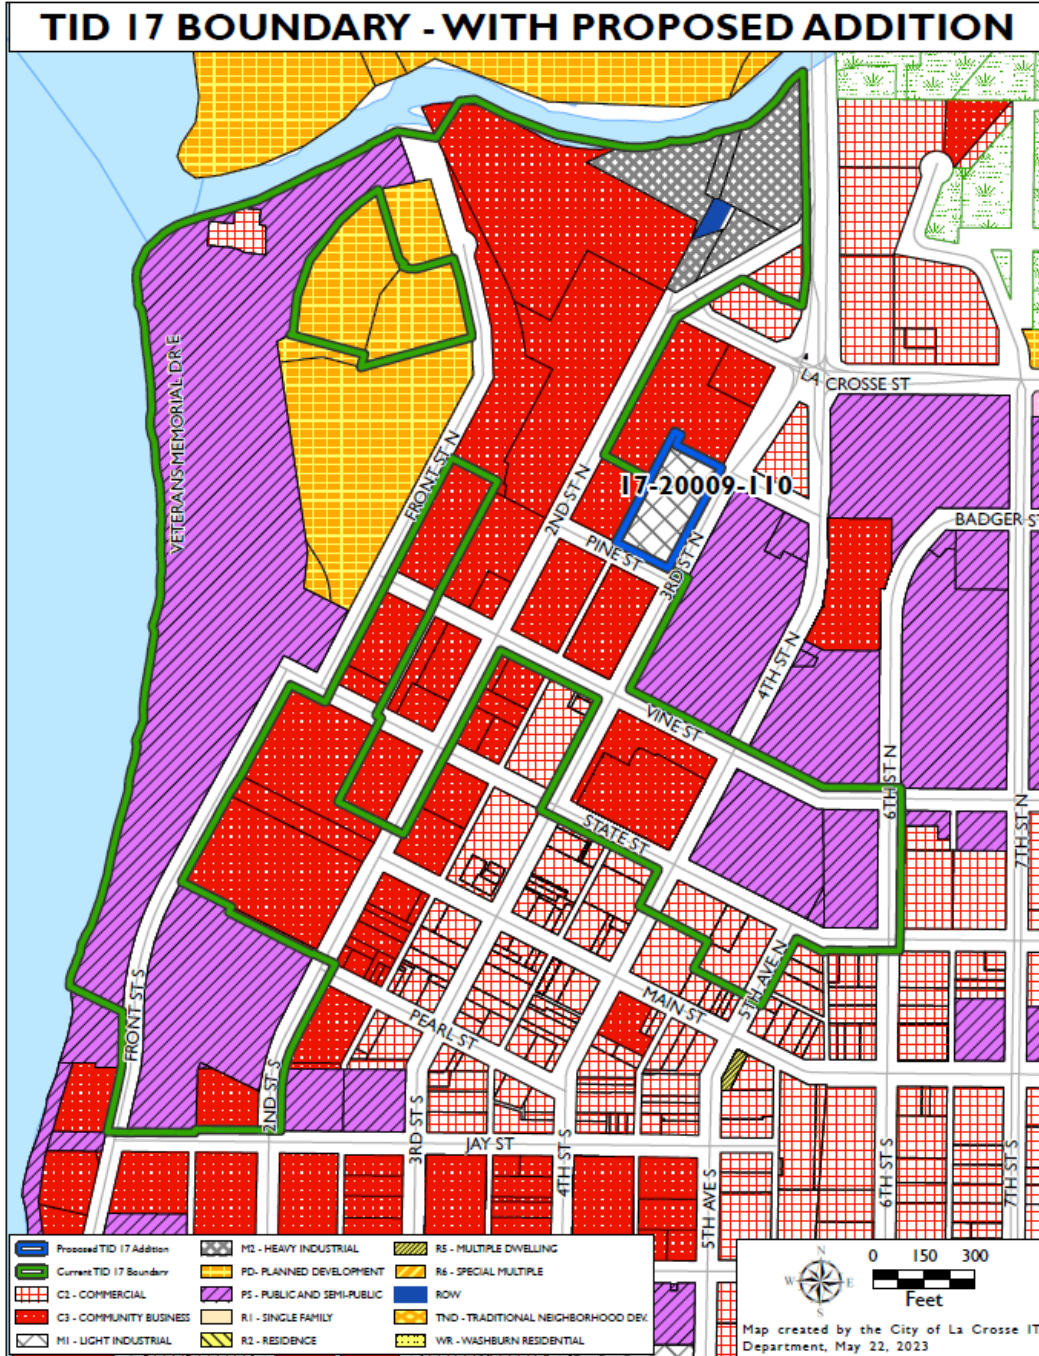 TID 17 BOUNDARY - WITH PROPOSED ADDITION
VETERANS MEMORIAL DR E
LA CROSSE ST
FRONT ST N
2ND ST N
17-20009-110
PINE ST
3RD ST N
BADGER ST
4TH ST N
VINE ST
6TH ST N
7TH ST N
STATE ST
5TH AVE N
MAIN ST
FRONT ST S
PEARL ST
2ND ST S
3RD ST S
JAY ST
4TH ST S
5TH AVE S
6TH ST S
7TH ST S
Proposed TID 17 Addition
Current TID 17 Boundary
C2 - COMMERCIAL
C3 - COMMUNITY BUSINESS
M1 - LIGHT INDUSTRIAL
M2 - HEAVY INDUSTRIAL
PD- PLANNED DEVELOPMENT
PS - PUBLIC AND SEMI-PUBLIC
R1 - SINGLE FAMILY
R2 - RESIDENCE
R5 - MULTIPLE DWELLING
R6 - SPECIAL MULTIPLE
ROW
TND - TRADITIONAL NEIGHBORHOOD DEV.
WR - WASHBURN RESIDENTIAL
N
W E
S
0 150 300
Feet
Map created by the City of La Crosse IT
Department, May 22, 2023